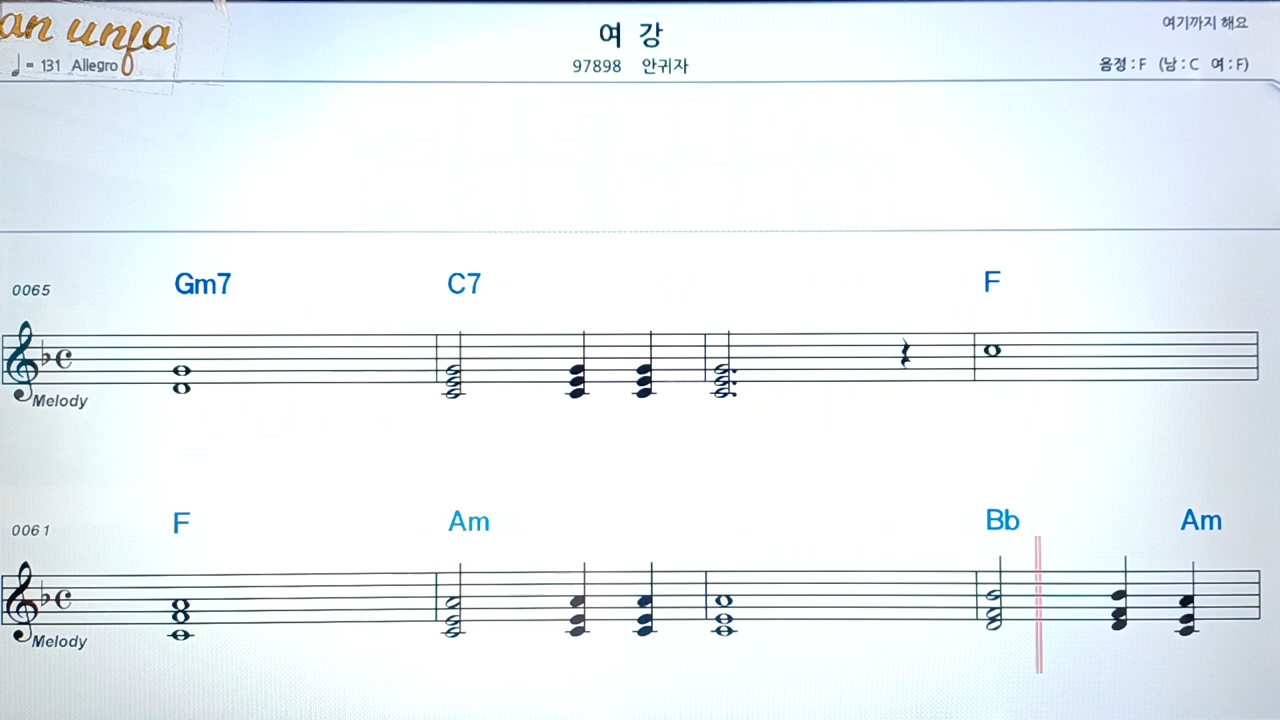 an unfa
여 강
여기까지 해요
♩= 131 Allegro
97898 안귀자
음정 : F (남 : C 여 : F)
0065
Gm7 C7 F
Melody
0061
F Am Bb Am
Melody